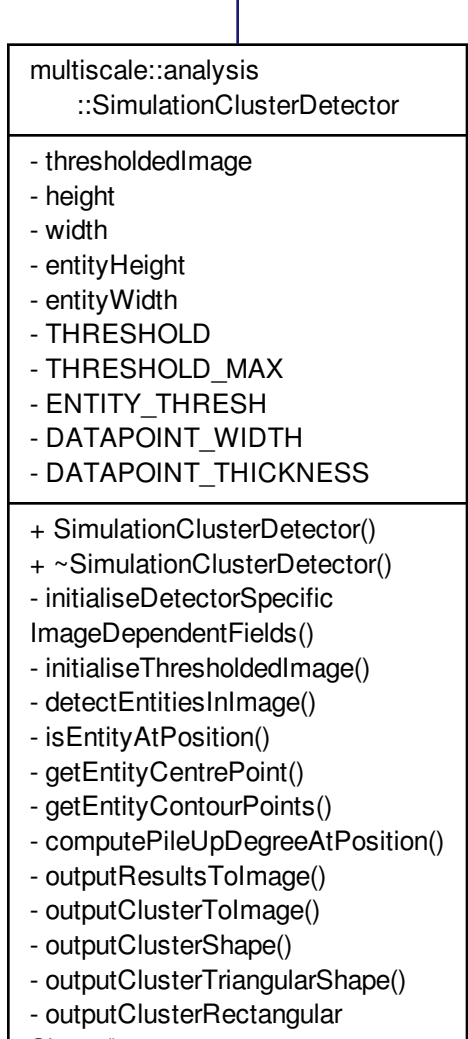 multiscale::analysis
::SimulationClusterDetector
- thresholdedImage
- height
- width
- entityHeight
- entityWidth
- THRESHOLD
- THRESHOLD_MAX
- ENTITY_THRESH
- DATAPOINT_WIDTH
- DATAPOINT_THICKNESS
+ SimulationClusterDetector()
+ ~SimulationClusterDetector()
- initialiseDetectorSpecific
ImageDependentFields()
- initialiseThresholdedImage()
- detectEntitiesInImage()
- isEntityAtPosition()
- getEntityCentrePoint()
- getEntityContourPoints()
- computePileUpDegreeAtPosition()
- outputResultsToImage()
- outputClusterToImage()
- outputClusterShape()
- outputClusterTriangularShape()
- outputClusterRectangular